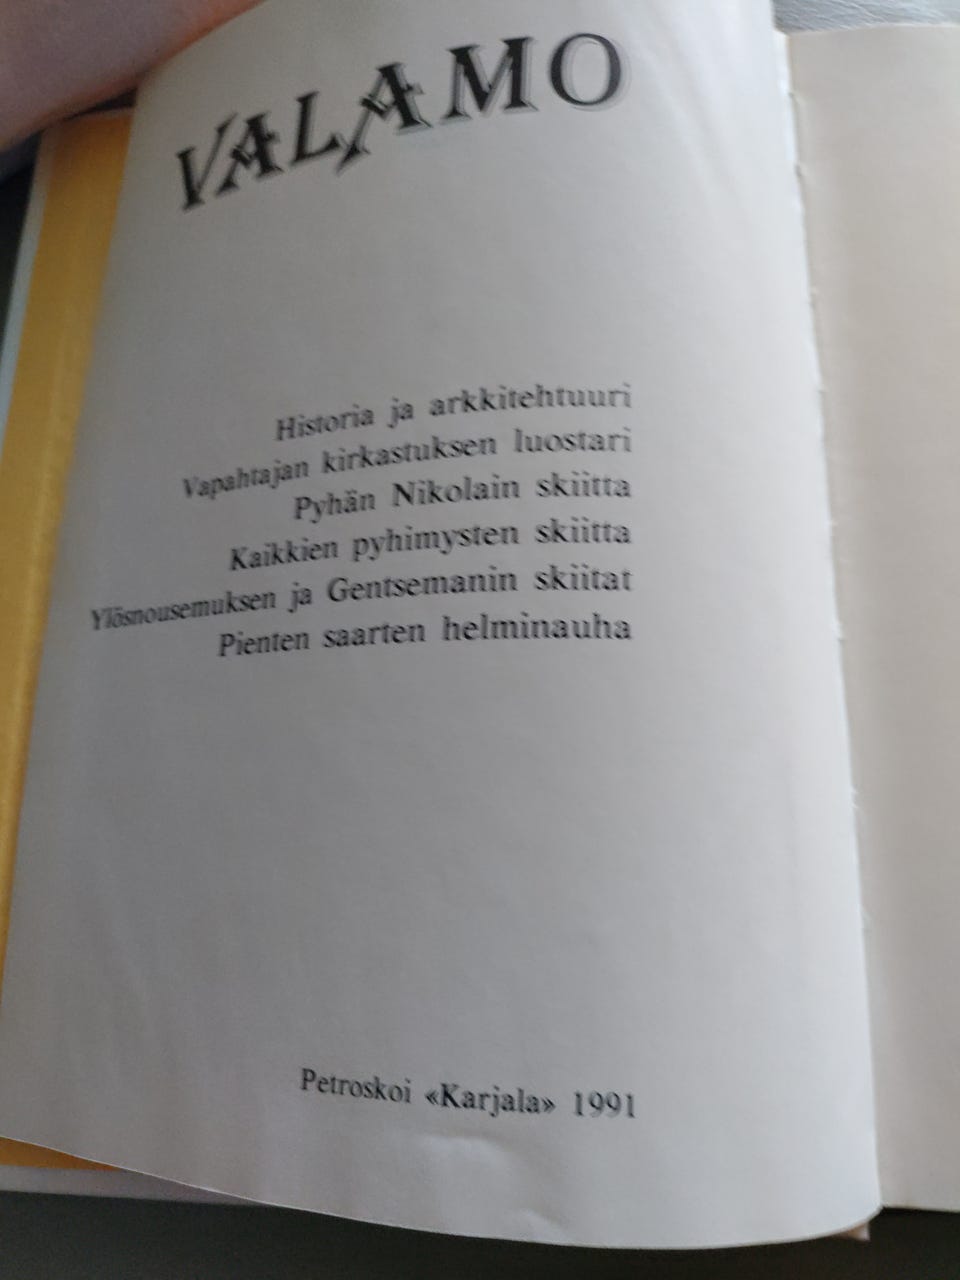 VALAMO
Historia ja arkkitehtuuri
Vapahtajan kirkastuksen luostari
Pyhän Nikolain skiitta
Kaikkien pyhimysten skiitta
Ylösnousemuksen ja Gentsemanin skiitat
Pienten saarten helminauha
Petroskoi «Karjala» 1991